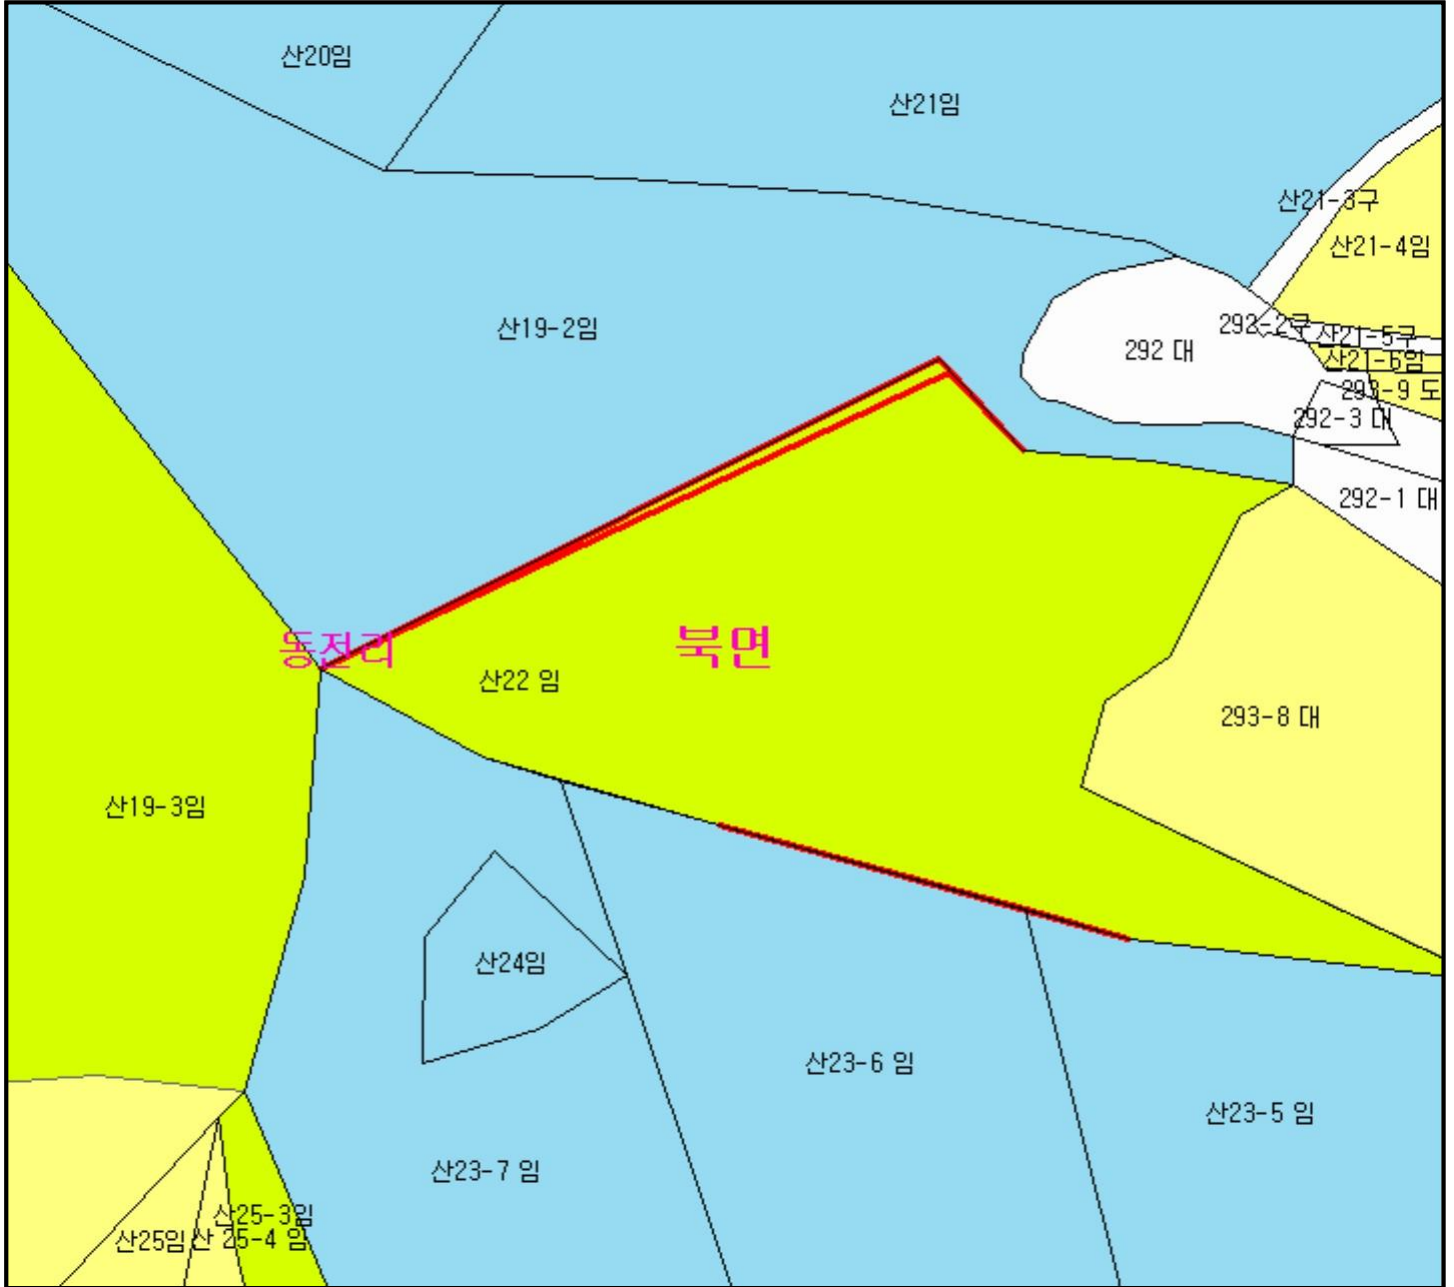 산20임
산21임
산21-3구
산21-4임
산19-2임
292-2구
산21-5구
292 대
산21-6임
293-9 도
292-3 대
292-1 대
동전리
북면
산22 임
293-8 대
산19-3임
산24임
산23-6 임
산23-5 임
산23-7 임
산25-3임
산25임
산 25-4 임